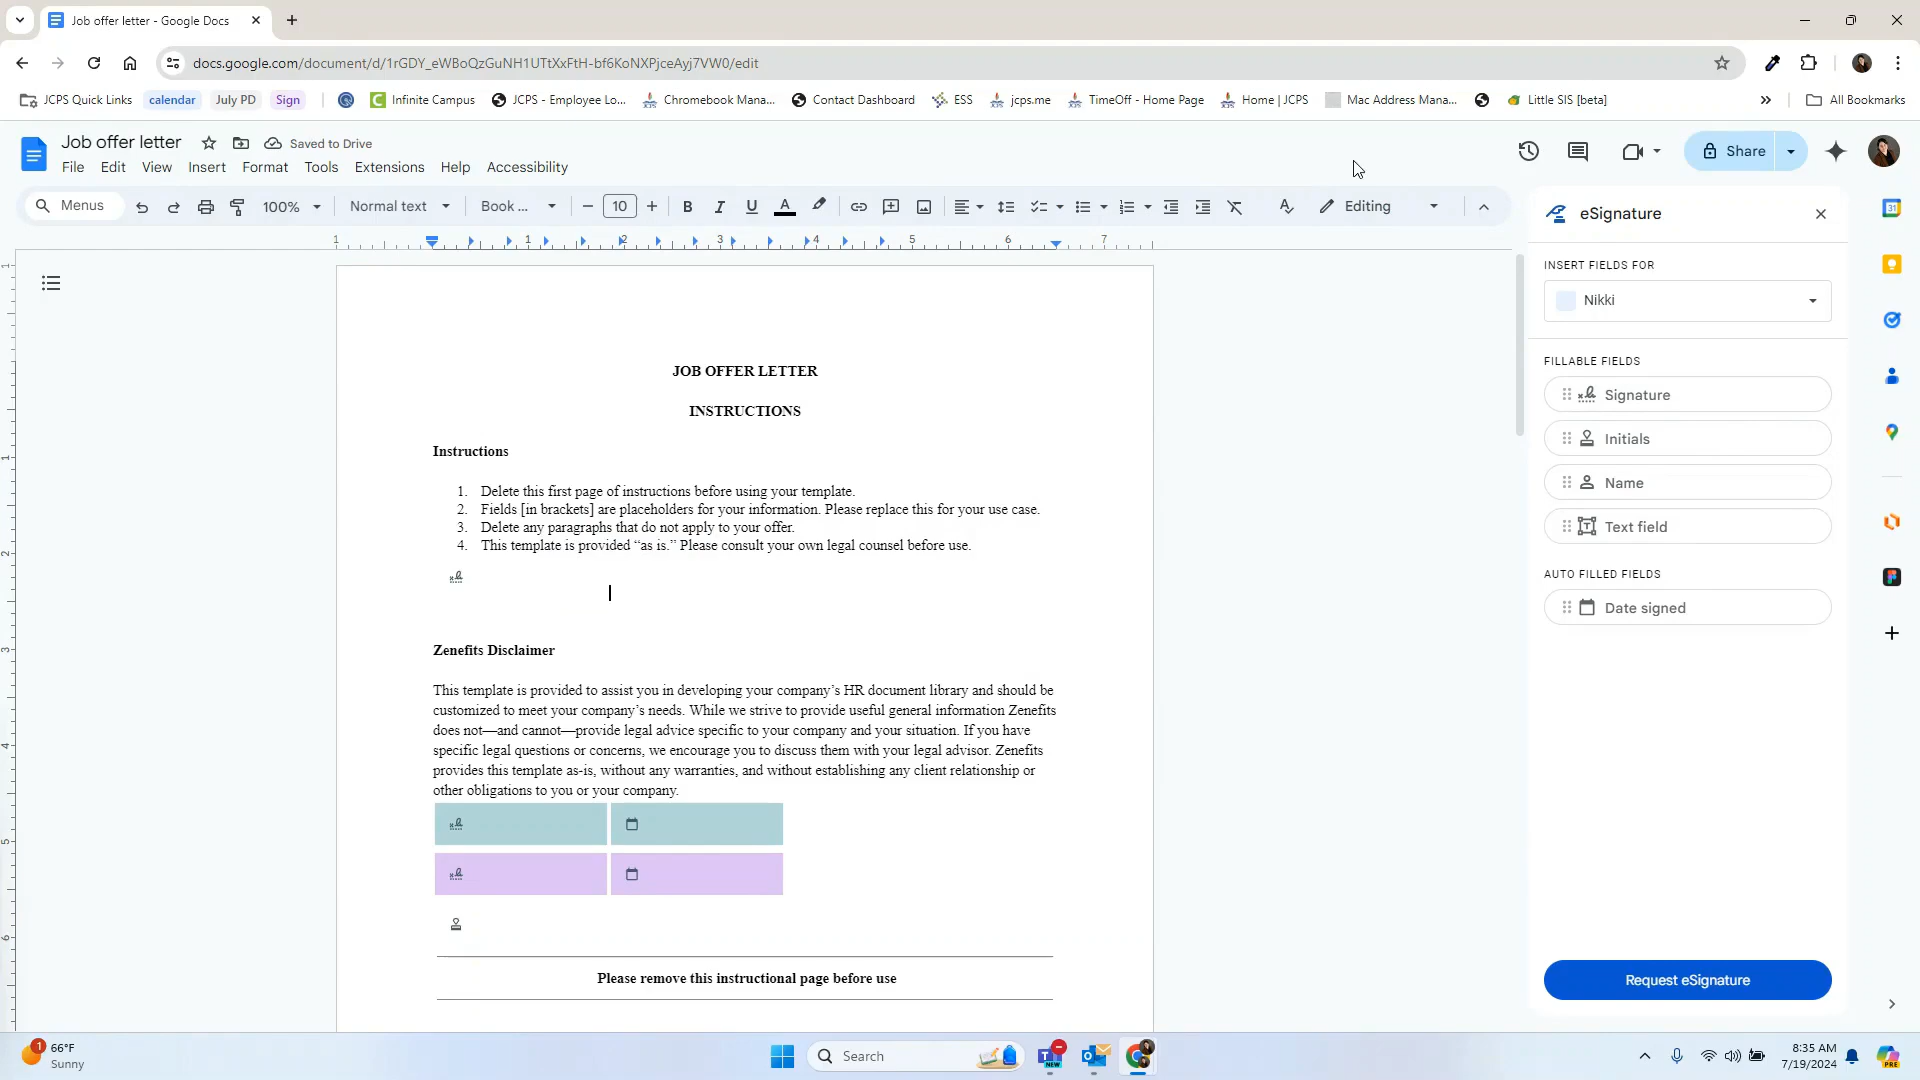 Job offer letter - Google Docs
docs.google.com/document/d/1rGDY_eWBoQzGuNH1UTtXxFtH-bf6KoNXPjceAyj7VW0/edit
JCPS Quick Links calendar July PD Sign Infinite Campus JCPS - Employee Lo... Chromebook Mana... Contact Dashboard ESS jcps.me TimeOff - Home Page Home | JCPS Mac Address Mana... Little SIS [beta] All Bookmarks
Job offer letter Saved to Drive
File Edit View Insert Format Tools Extensions Help Accessibility
Share
Menus 100% Normal text Book ... 10 B I U A Editing
1 1 2 3 4 5 6 7
eSignature
INSERT FIELDS FOR
Nikki
FILLABLE FIELDS
Signature
Initials
Name
Text field
AUTO FILLED FIELDS
Date signed
Request eSignature
JOB OFFER LETTER
INSTRUCTIONS
Instructions
1. Delete this first page of instructions before using your template.
2. Fields [in brackets] are placeholders for your information. Please replace this for your use case.
3. Delete any paragraphs that do not apply to your offer.
4. This template is provided “as is.” Please consult your own legal counsel before use.
Zenefits Disclaimer
This template is provided to assist you in developing your company’s HR document library and should be
customized to meet your company’s needs. While we strive to provide useful general information Zenefits
does not—and cannot—provide legal advice specific to your company and your situation. If you have
specific legal questions or concerns, we encourage you to discuss them with your legal advisor. Zenefits
provides this template as-is, without any warranties, and without establishing any client relationship or
other obligations to you or your company.
Please remove this instructional page before use
1
66°F
Sunny
Search
NEW
8:35 AM
7/19/2024
PRE